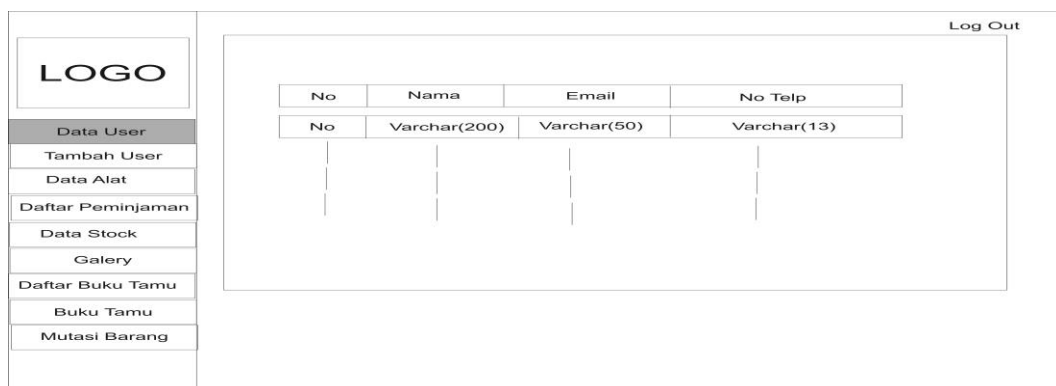 Log Out
LOGO
Data User
Tambah User
Data Alat
Daftar Peminjaman
Data Stock
Galery
Daftar Buku Tamu
Buku Tamu
Mutasi Barang
No Nama Email No Telp
No Varchar(200) Varchar(50) Varchar(13)